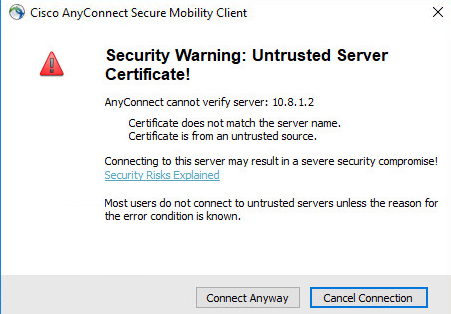 Cisco AnyConnect Secure Mobility Client
Security Warning: Untrusted Server
Certificate!
AnyConnect cannot verify server: 10.8.1.2
Certificate does not match the server name.
Certificate is from an untrusted source.
Connecting to this server may result in a severe security compromise!
Security Risks Explained
Most users do not connect to untrusted servers unless the reason for
the error condition is known.
Connect Anyway
Cancel Connection